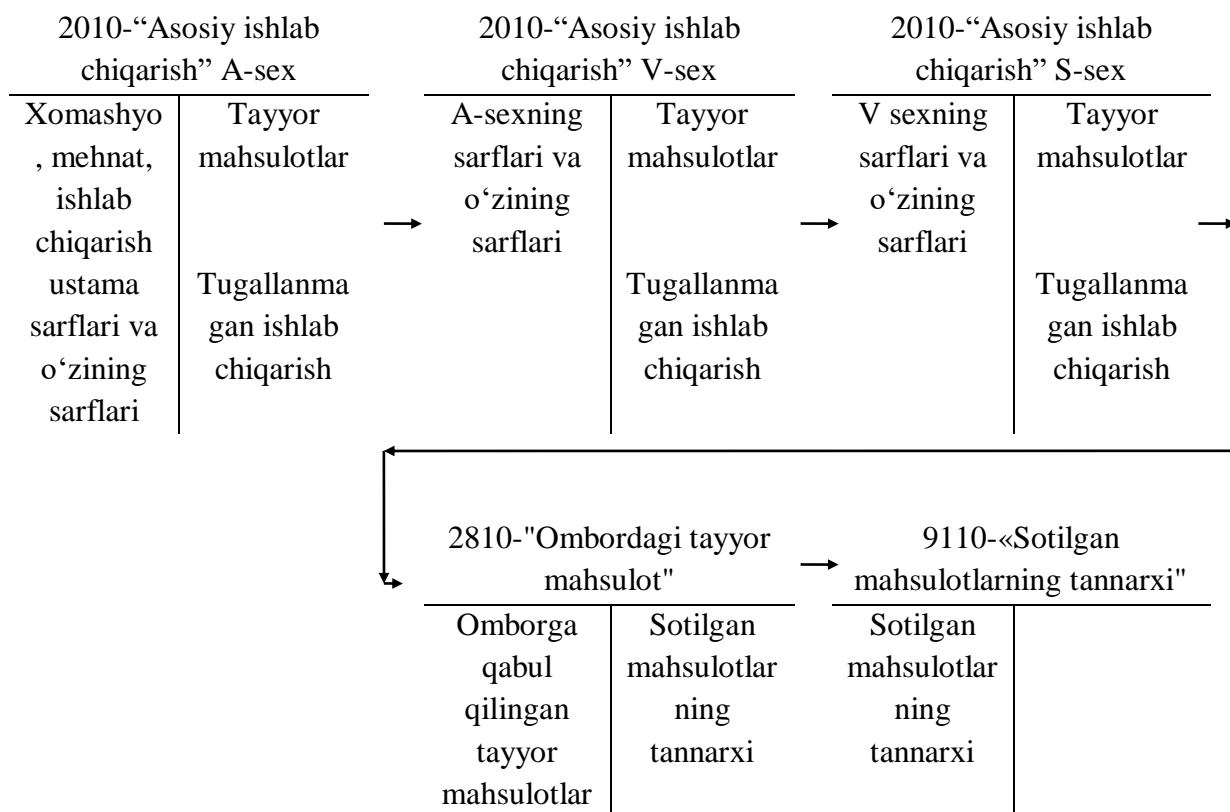 2010-“Asosiy ishlab
chiqarish” A-sex
Xomashyo
, mehnat,
ishlab
chiqarish
ustama
sarflari va
o‘zining
sarflari
Tayyor
mahsulotlar
Tugallanma
gan ishlab
chiqarish
2010-“Asosiy ishlab
chiqarish” V-sex
A-sexning
sarflari va
o‘zining
sarflari
Tayyor
mahsulotlar
Tugallanma
gan ishlab
chiqarish
2010-“Asosiy ishlab
chiqarish” S-sex
V sexning
sarflari va
o‘zining
sarflari
Tayyor
mahsulotlar
Tugallanma
gan ishlab
chiqarish
2810-"Ombordagi tayyor
mahsulot"
Omborga
qabul
qilingan
tayyor
mahsulotlar
Sotilgan
mahsulotlar
ning
tannarxi
9110-«Sotilgan
mahsulotlarning tannarxi"
Sotilgan
mahsulotlar
ning
tannarxi